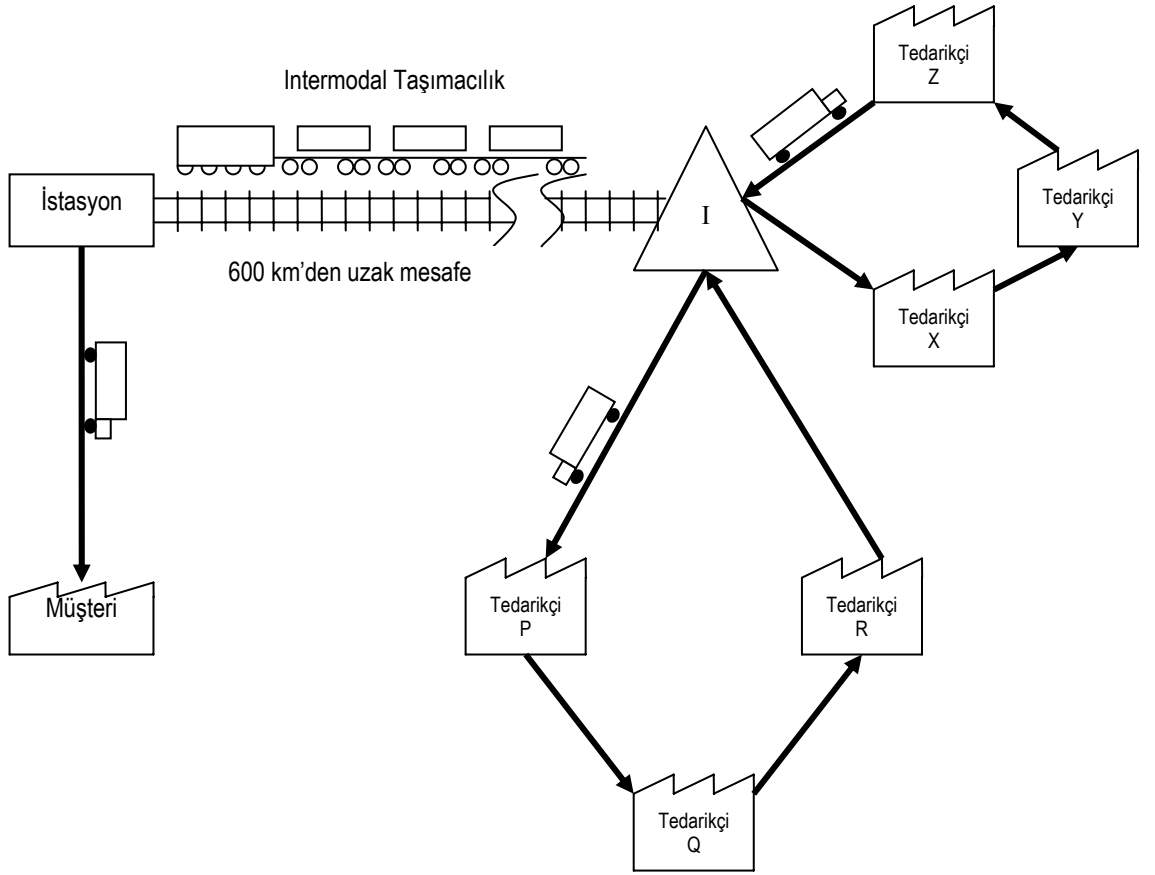 Intermodal Taşımacılık
İstasyon
600 km’den uzak mesafe
I
Tedarikçi
Z
Tedarikçi
Y
Tedarikçi
X
Müşteri
Tedarikçi
P
Tedarikçi
R
Tedarikçi
Q